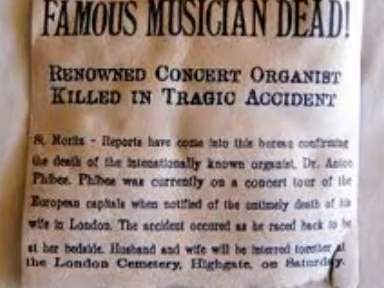 FAMOUS MUSICIAN DEAD!
RENOWNED CONCERT ORGANIST
KILLED IN TRAGIC ACCIDENT
St. Moritz - Reports have come into this bureau confirming
the death of the internationally known organist, Dr. Anton
Phibes. Phibes was currently on a concert tour of the
European capitals when notified of the untimely death of his
wife in London. The accident occured as he raced back to be
at her bedside. Husband and wife will be interred together at
the London Cemetery, Highgate, on Saturday.